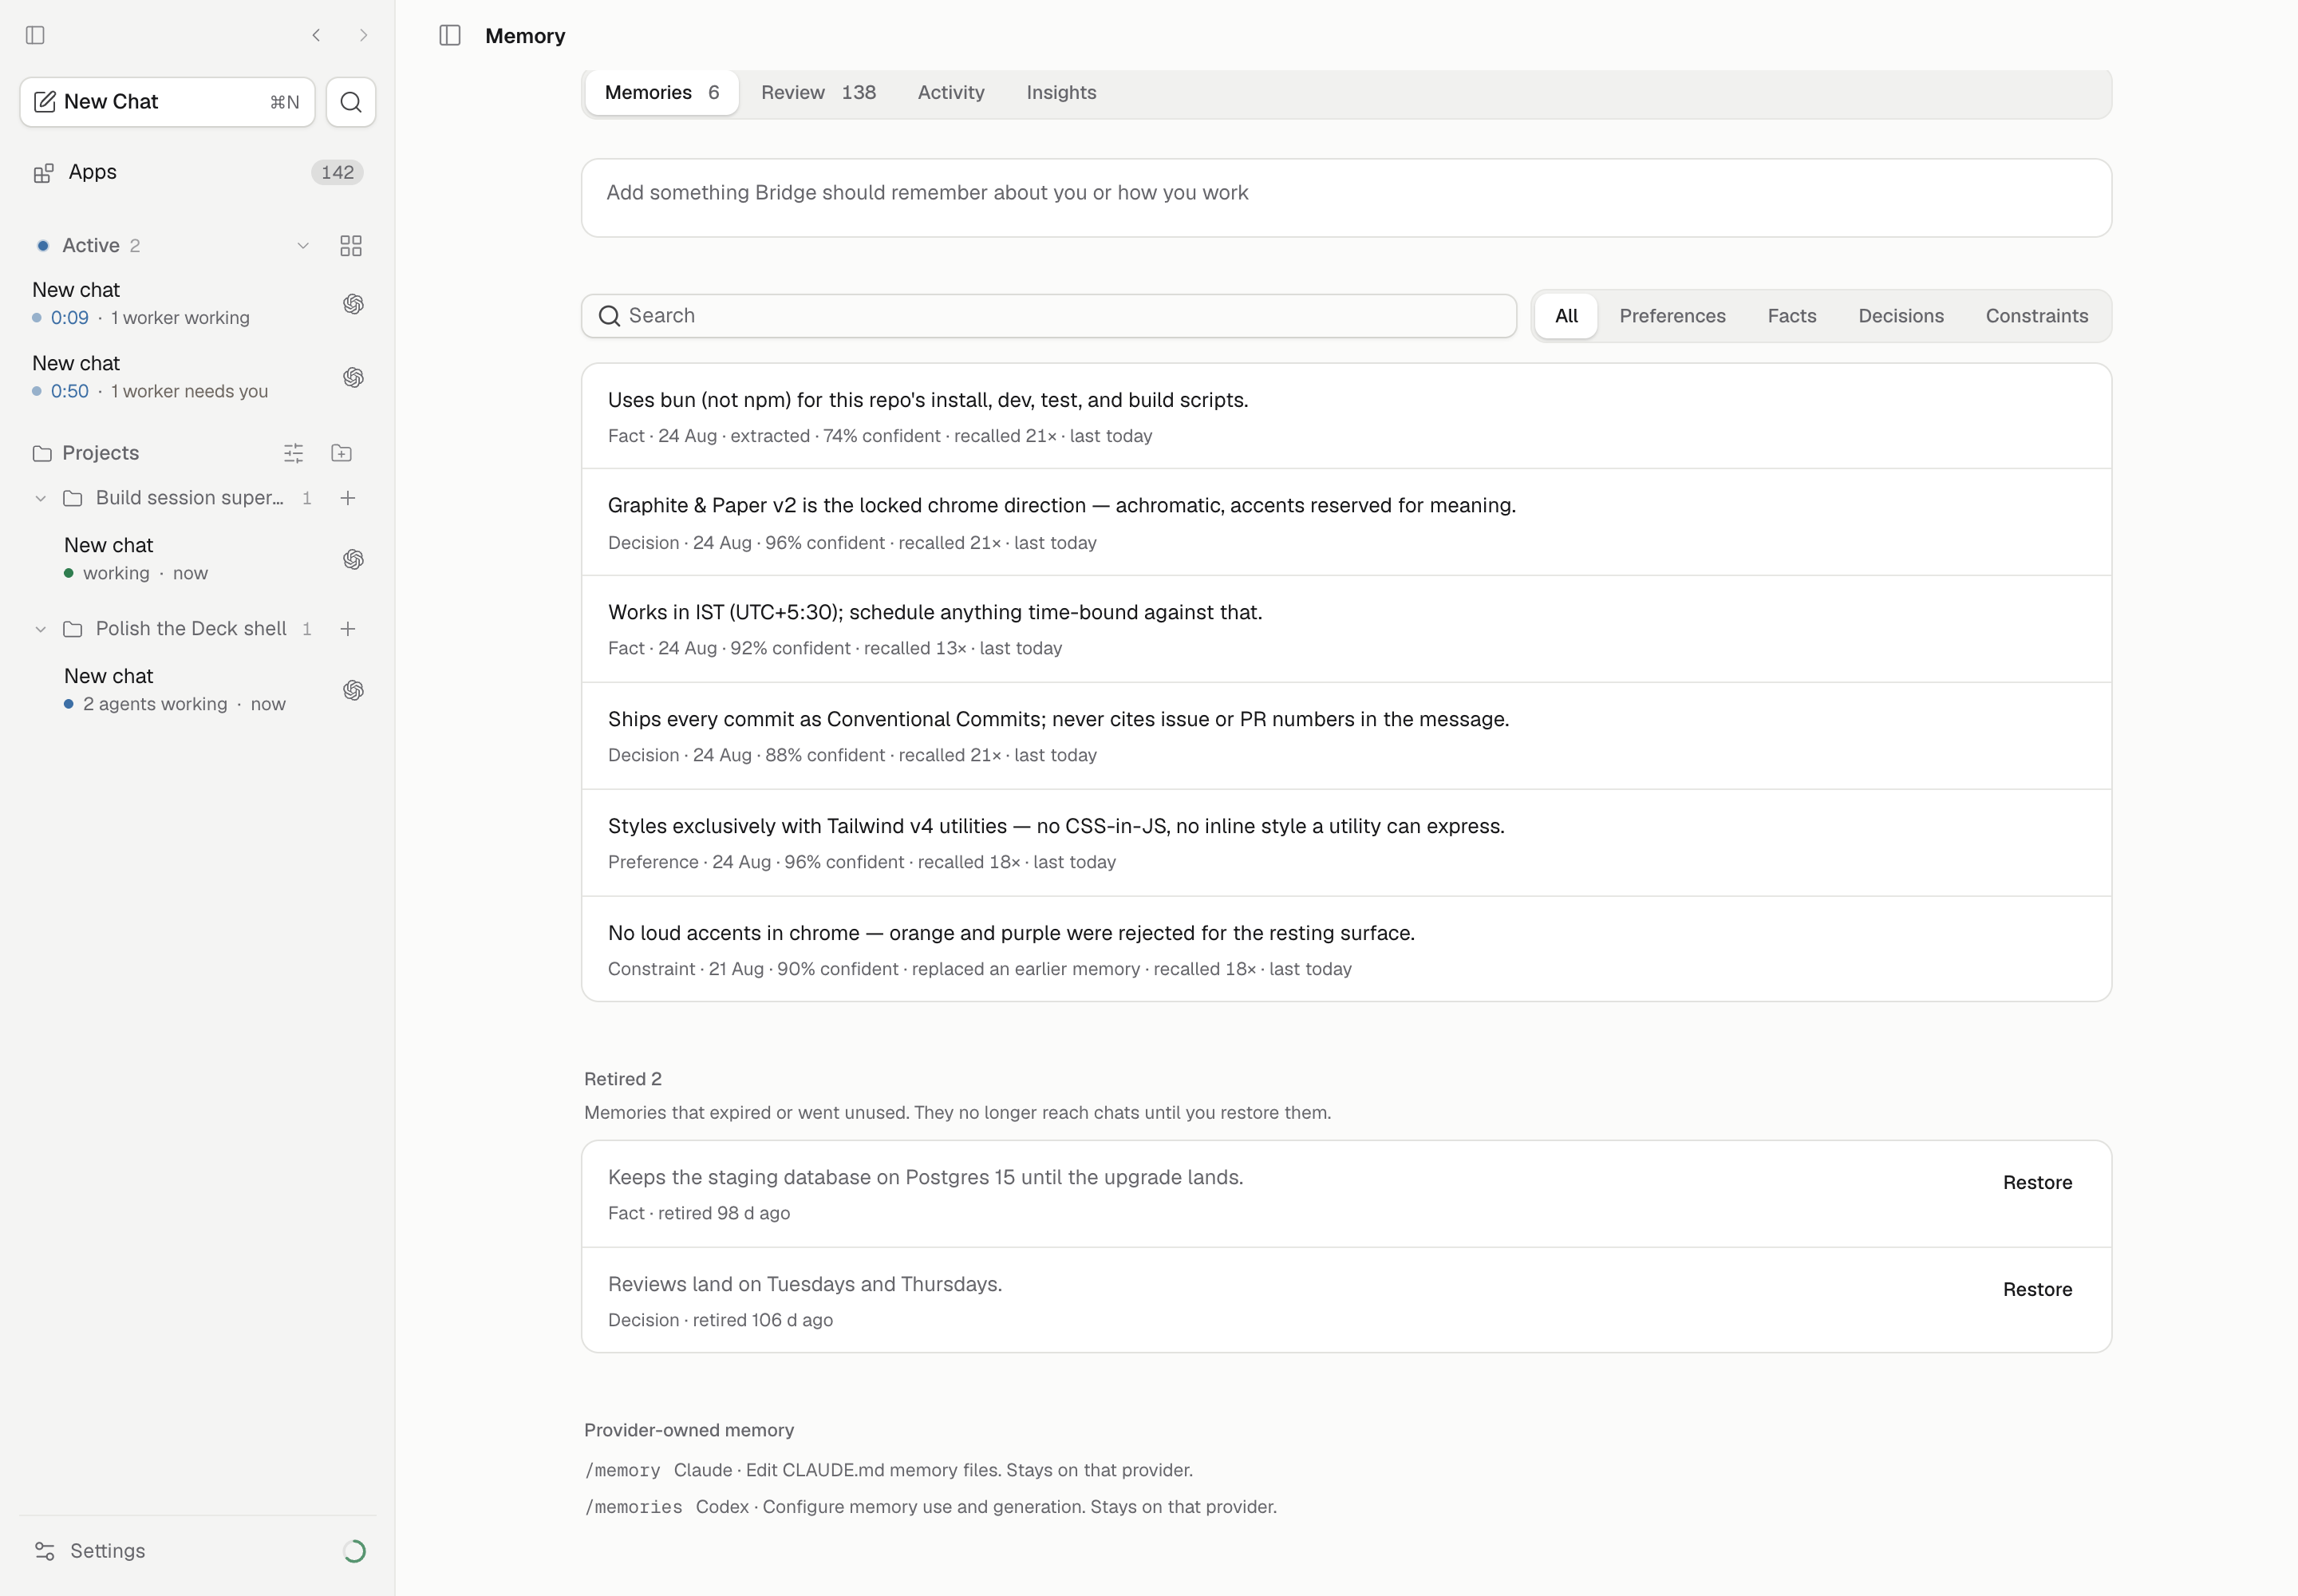 New Chat ⌘N
Apps 142
Active 2
New chat
0:09 · 1 worker working
New chat
0:50 · 1 worker needs you
Projects
Build session super... 1
New chat
working · now
Polish the Deck shell 1
New chat
2 agents working · now
Settings
Memory
Memories 6 Review 138 Activity Insights
Add something Bridge should remember about you or how you work
Search
All Preferences Facts Decisions Constraints
Uses bun (not npm) for this repo's install, dev, test, and build scripts.
Fact · 24 Aug · extracted · 74% confident · recalled 21× · last today
Graphite & Paper v2 is the locked chrome direction — achromatic, accents reserved for meaning.
Decision · 24 Aug · 96% confident · recalled 21× · last today
Works in IST (UTC+5:30); schedule anything time-bound against that.
Fact · 24 Aug · 92% confident · recalled 13× · last today
Ships every commit as Conventional Commits; never cites issue or PR numbers in the message.
Decision · 24 Aug · 88% confident · recalled 21× · last today
Styles exclusively with Tailwind v4 utilities — no CSS-in-JS, no inline style a utility can express.
Preference · 24 Aug · 96% confident · recalled 18× · last today
No loud accents in chrome — orange and purple were rejected for the resting surface.
Constraint · 21 Aug · 90% confident · replaced an earlier memory · recalled 18× · last today
Retired 2
Memories that expired or went unused. They no longer reach chats until you restore them.
Keeps the staging database on Postgres 15 until the upgrade lands.
Restore
Fact · retired 98 d ago
Reviews land on Tuesdays and Thursdays.
Restore
Decision · retired 106 d ago
Provider-owned memory
/memory Claude · Edit CLAUDE.md memory files. Stays on that provider.
/memories Codex · Configure memory use and generation. Stays on that provider.